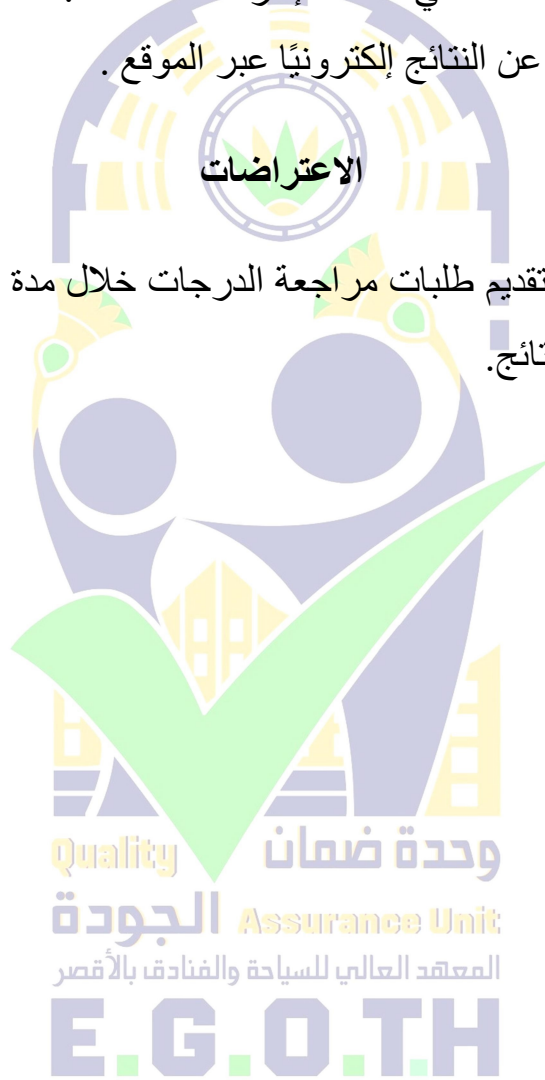 عن النتائج إلكترونيًا عبر الموقع .
الاعتراضات
تقديم طلبات مراجعة الدرجات خلال مدة
تائج.
Quality وحدة ضمان
الجودة Assurance Unit
المعهد العالي للسياحة والفنادق بالأقصر
E.G.O.T.H